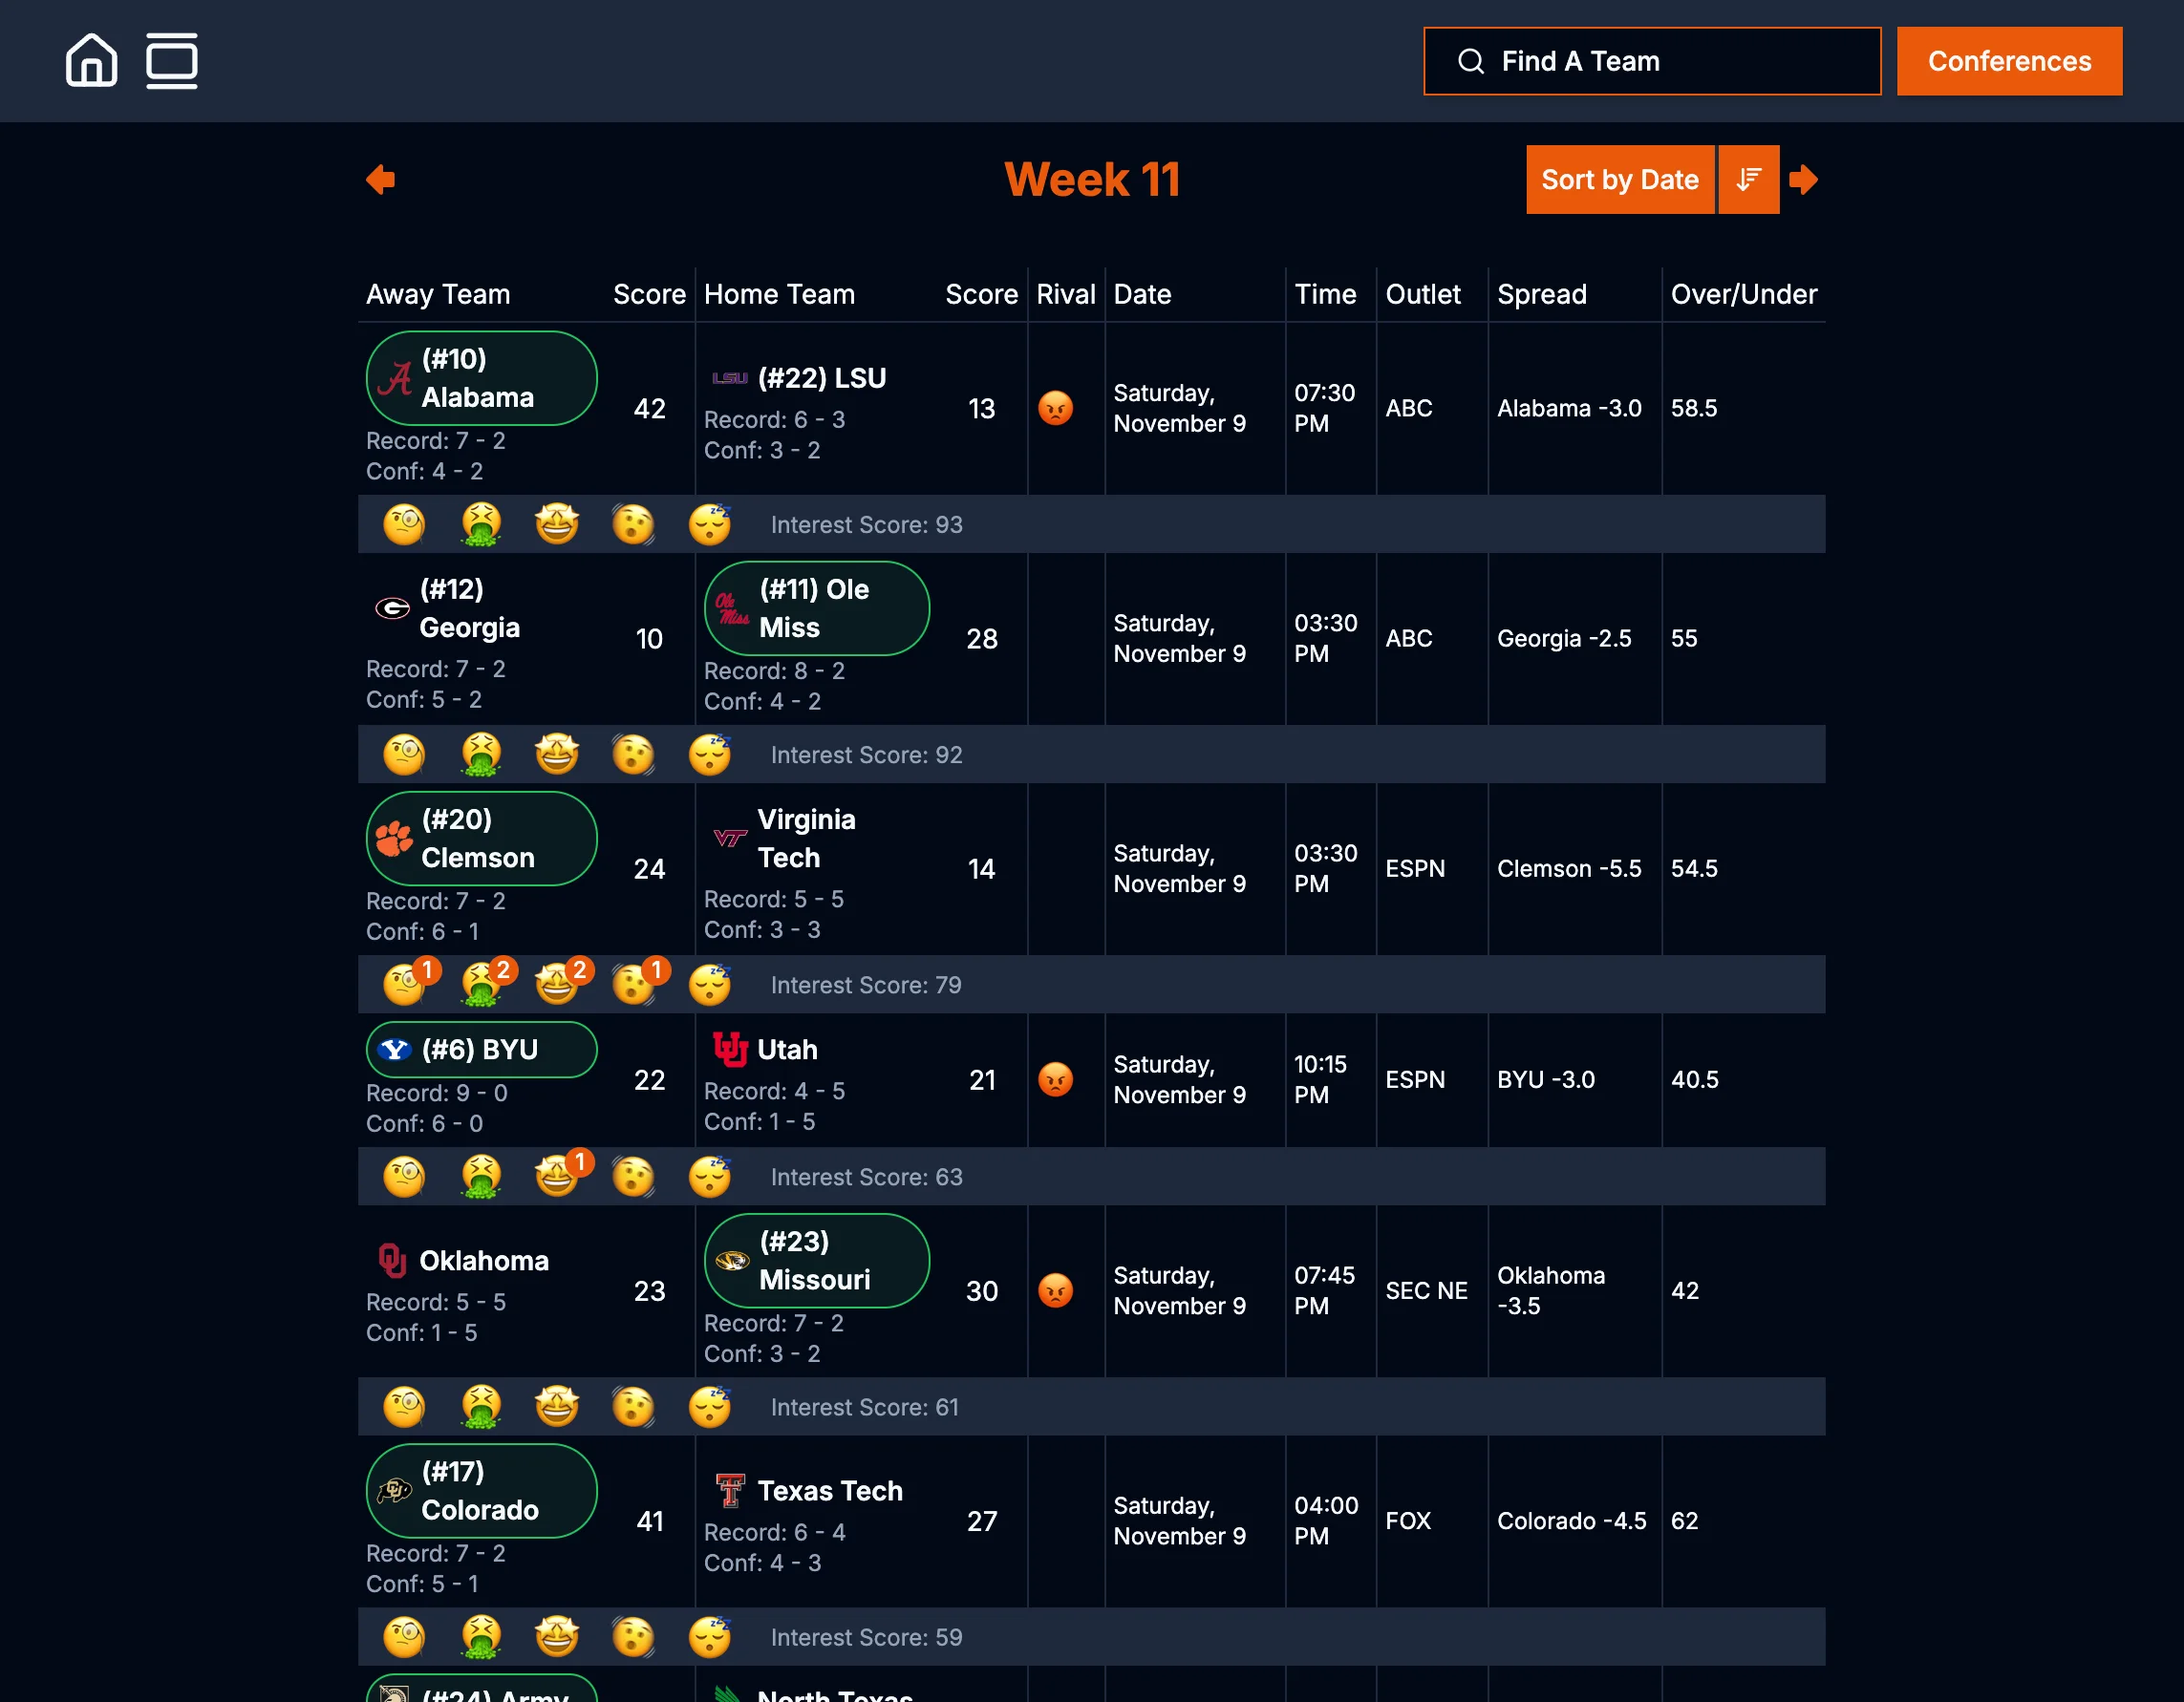 Find A Team
Conferences
Week 11
Sort by Date
Away Team Score Home Team Score Rival Date Time Outlet Spread Over/Under
(#10)
Alabama
Record: 7 - 2
Conf: 4 - 2
42
LSU
(#22) LSU
Record: 6 - 3
Conf: 3 - 2
13
Saturday,
November 9
07:30
PM
ABC
Alabama -3.0
58.5
Interest Score: 93
(#12)
Georgia
Record: 7 - 2
Conf: 5 - 2
10
Ole
Miss
(#11) Ole
Miss
Record: 8 - 2
Conf: 4 - 2
28
Saturday,
November 9
03:30
PM
ABC
Georgia -2.5
55
Interest Score: 92
(#20)
Clemson
Record: 7 - 2
Conf: 6 - 1
24
VT
Virginia
Tech
Record: 5 - 5
Conf: 3 - 3
14
Saturday,
November 9
03:30
PM
ESPN
Clemson -5.5
54.5
1
2
2
1
Interest Score: 79
(#6) BYU
Record: 9 - 0
Conf: 6 - 0
22
Utah
Record: 4 - 5
Conf: 1 - 5
21
Saturday,
November 9
10:15
PM
ESPN
BYU -3.0
40.5
1
Interest Score: 63
Oklahoma
Record: 5 - 5
Conf: 1 - 5
23
(#23)
Missouri
Record: 7 - 2
Conf: 3 - 2
30
Saturday,
November 9
07:45
PM
SEC NE
Oklahoma
-3.5
42
Interest Score: 61
(#17)
Colorado
Record: 7 - 2
Conf: 5 - 1
41
Texas Tech
Record: 6 - 4
Conf: 4 - 3
27
Saturday,
November 9
04:00
PM
FOX
Colorado -4.5
62
Interest Score: 59
(#24) Army
North Texas